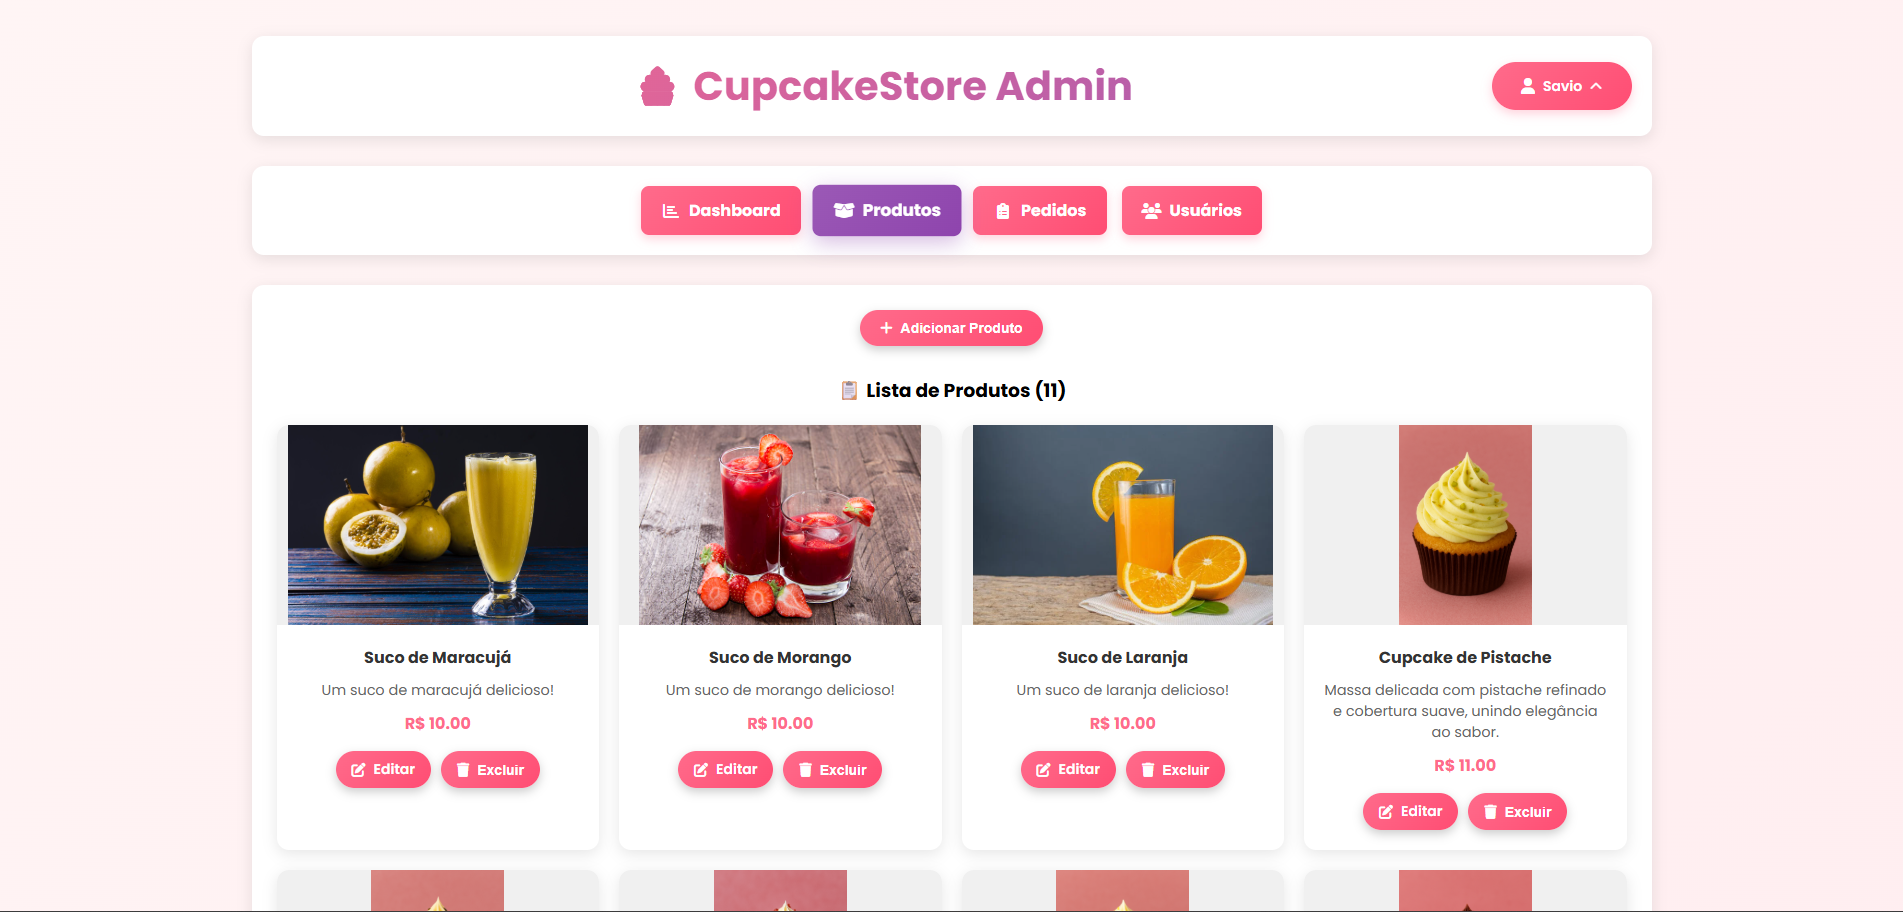 CupcakeStore Admin
Savio
Dashboard
Produtos
Pedidos
Usuários
Adicionar Produto
Lista de Produtos (11)
Suco de Maracujá
Um suco de maracujá delicioso!
R$ 10.00
Editar
Excluir
Suco de Morango
Um suco de morango delicioso!
R$ 10.00
Editar
Excluir
Suco de Laranja
Um suco de laranja delicioso!
R$ 10.00
Editar
Excluir
Cupcake de Pistache
Massa delicada com pistache refinado
e cobertura suave, unindo elegância
ao sabor.
R$ 11.00
Editar
Excluir